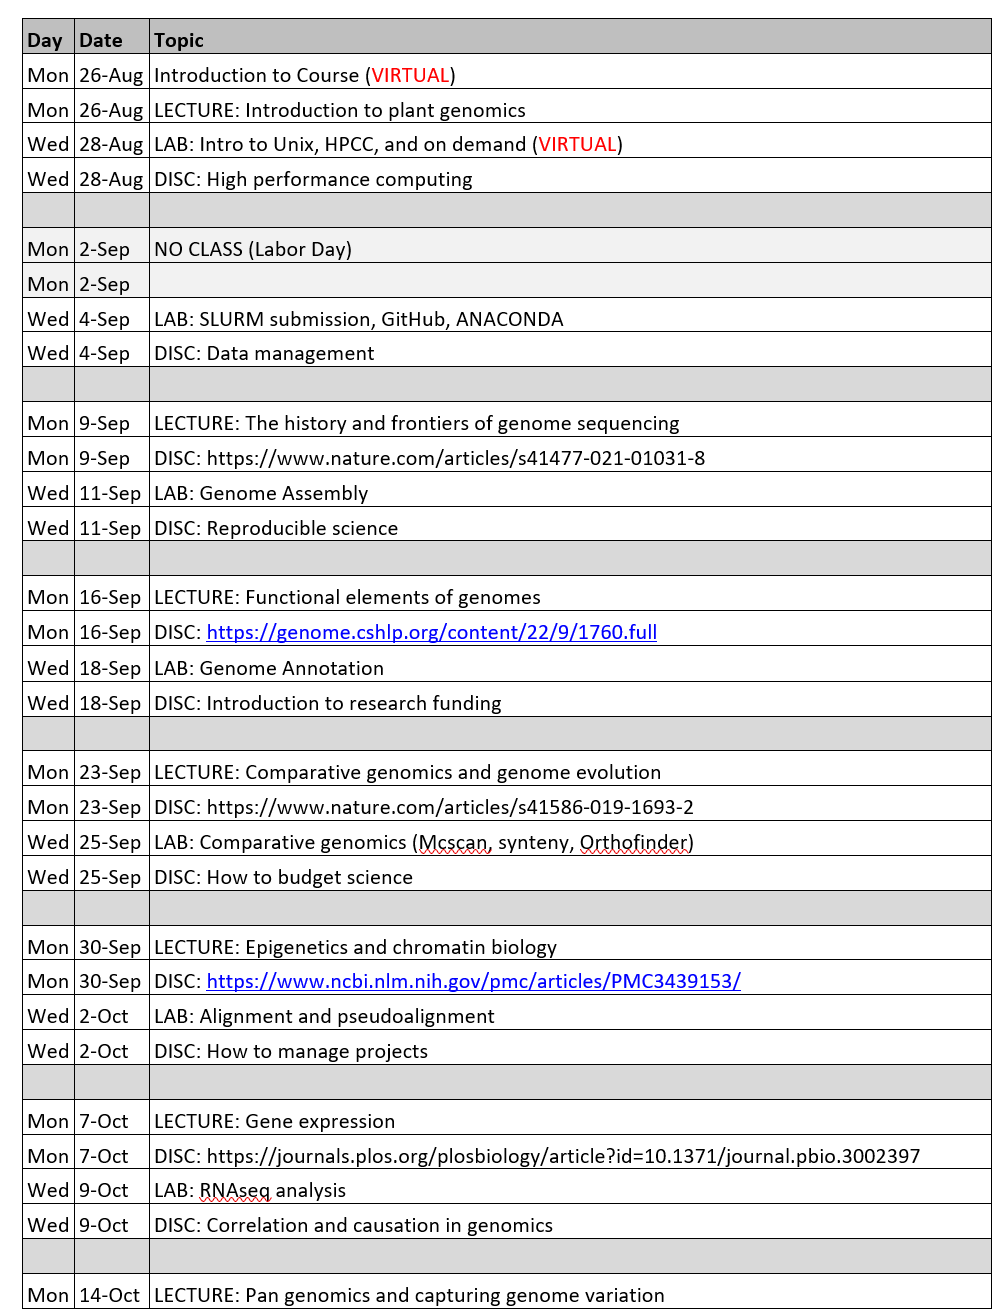 Day Date Topic
Mon 26-Aug Introduction to Course (VIRTUAL)
Mon 26-Aug LECTURE: Introduction to plant genomics
Wed 28-Aug LAB: Intro to Unix, HPCC, and on demand (VIRTUAL)
Wed 28-Aug DISC: High performance computing
Mon 2-Sep NO CLASS (Labor Day)
Mon 2-Sep
Wed 4-Sep LAB: SLURM submission, GitHub, ANACONDA
Wed 4-Sep DISC: Data management
Mon 9-Sep LECTURE: The history and frontiers of genome sequencing
Mon 9-Sep DISC: https://www.nature.com/articles/s41477-021-01031-8
Wed 11-Sep LAB: Genome Assembly
Wed 11-Sep DISC: Reproducible science
Mon 16-Sep LECTURE: Functional elements of genomes
Mon 16-Sep DISC: https://genome.cshlp.org/content/22/9/1760.full
Wed 18-Sep LAB: Genome Annotation
Wed 18-Sep DISC: Introduction to research funding
Mon 23-Sep LECTURE: Comparative genomics and genome evolution
Mon 23-Sep DISC: https://www.nature.com/articles/s41586-019-1693-2
Wed 25-Sep LAB: Comparative genomics (Mcscan, synteny, Orthofinder)
Wed 25-Sep DISC: How to budget science
Mon 30-Sep LECTURE: Epigenetics and chromatin biology
Mon 30-Sep DISC: https://www.ncbi.nlm.nih.gov/pmc/articles/PMC3439153/
Wed 2-Oct LAB: Alignment and pseudoalignment
Wed 2-Oct DISC: How to manage projects
Mon 7-Oct LECTURE: Gene expression
Mon 7-Oct DISC: https://journals.plos.org/plosbiology/article?id=10.1371/journal.pbio.3002397
Wed 9-Oct LAB: RNAseq analysis
Wed 9-Oct DISC: Correlation and causation in genomics
Mon 14-Oct LECTURE: Pan genomics and capturing genome variation